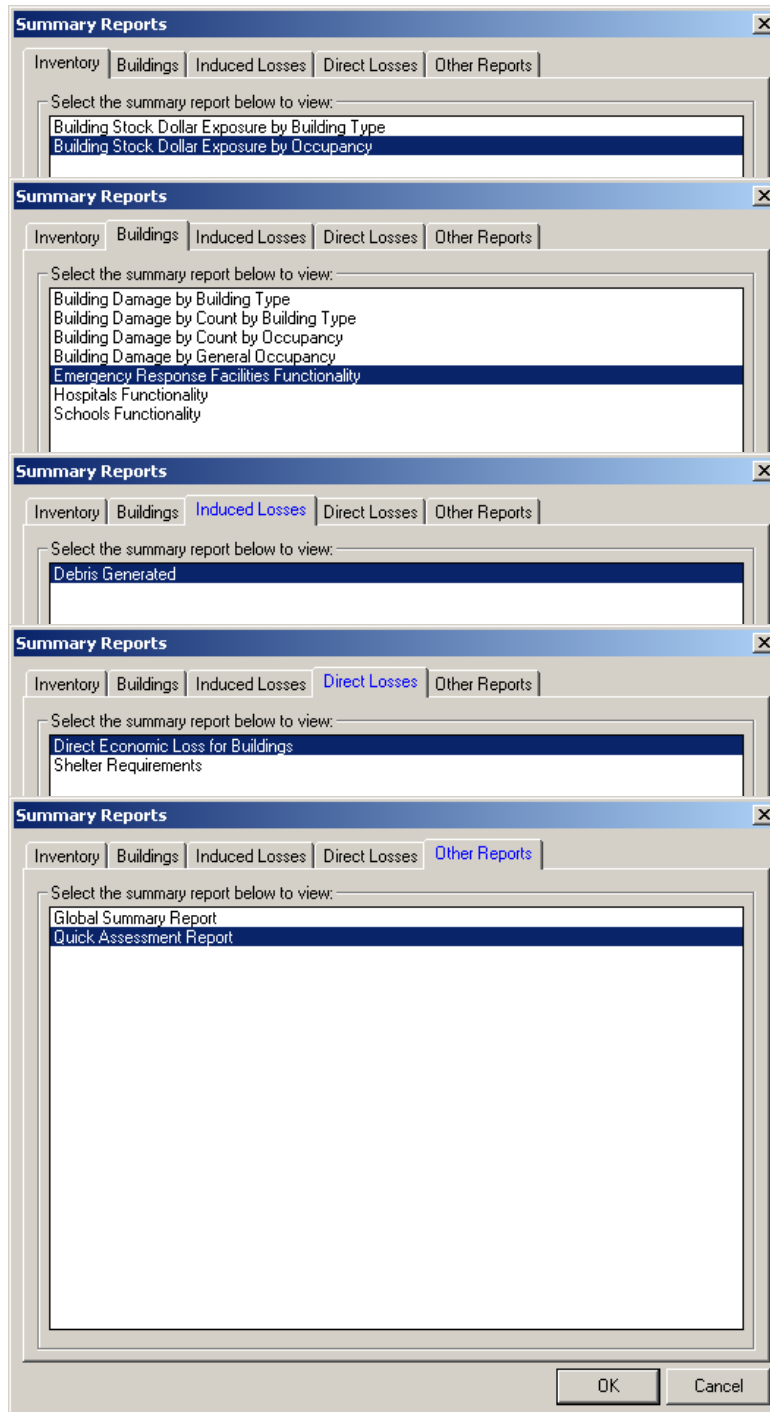 Summary Reports
Inventory Buildings Induced Losses Direct Losses Other Reports
Select the summary report below to view:
Building Stock Dollar Exposure by Building Type
Building Stock Dollar Exposure by Occupancy
Summary Reports
Inventory Buildings Induced Losses Direct Losses Other Reports
Select the summary report below to view:
Building Damage by Building Type
Building Damage by Count by Building Type
Building Damage by Count by Occupancy
Building Damage by General Occupancy
Emergency Response Facilities Functionality
Hospitals Functionality
Schools Functionality
Summary Reports
Inventory Buildings Induced Losses Direct Losses Other Reports
Select the summary report below to view:
Debris Generated
Summary Reports
Inventory Buildings Induced Losses Direct Losses Other Reports
Select the summary report below to view:
Direct Economic Loss for Buildings
Shelter Requirements
Summary Reports
Inventory Buildings Induced Losses Direct Losses Other Reports
Select the summary report below to view:
Global Summary Report
Quick Assessment Report
OK Cancel